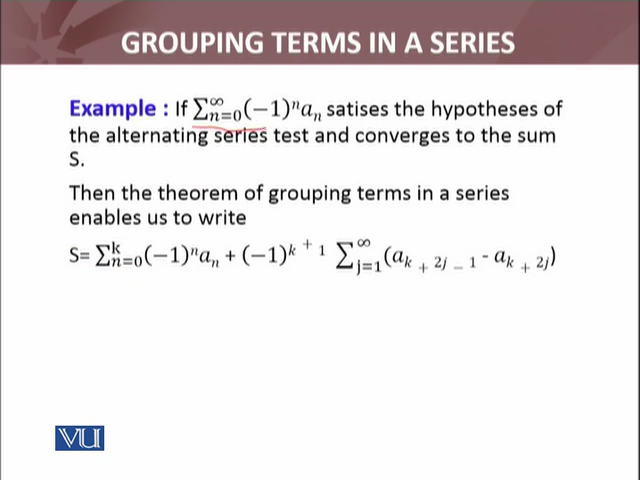 GROUPING TERMS IN A SERIES
Example : If ∑_{n=0}^{∞}(−1)ⁿaₙ satises the hypotheses of
the alternating series test and converges to the sum
S.
Then the theorem of grouping terms in a series
enables us to write
S= ∑_{n=0}^{k}(−1)ⁿaₙ + (−1)^{k + 1} ∑_{j=1}^{∞}(a_{k + 2j − 1} - a_{k + 2j})
VU